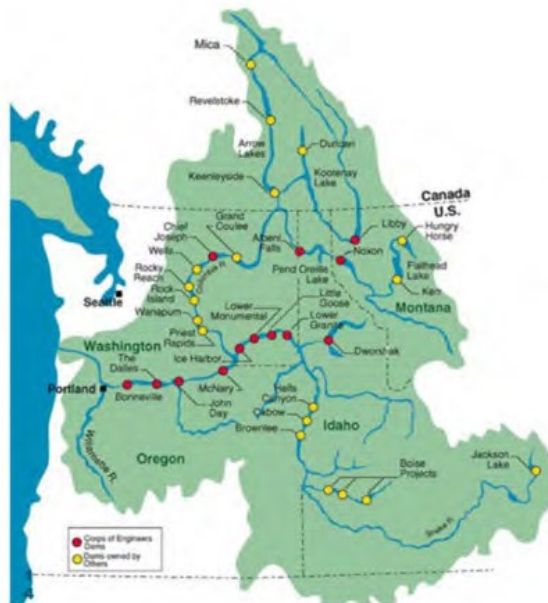 Mica
Revelstoke
Arrow
Lakes
Duncan
Kootenay
Lake
Keenleyside
Canada
U.S.
Grand
Coulee
Chief
Joseph
Albeni
Falls
Libby
Hungry
Horse
Noxon
Wells
Columbia R.
Pend Oreille
Lake
Flathead
Lake
Rocky
Reach
Kerr
Rock
Island
Seattle
Montana
Wanapum
Lower
Monumental
Little
Goose
Priest
Rapids
Lower
Granite
Washington
Ice Harbor
Dworshak
The
Dalles
Portland
McNary
Bonneville
John
Day
Hells
Canyon
Oxbow
Idaho
Brownlee
Willamette R.
Oregon
Boise
Projects
Jackson
Lake
Snake R.
Corps of Engineers
Dams
Dams owned by
Others